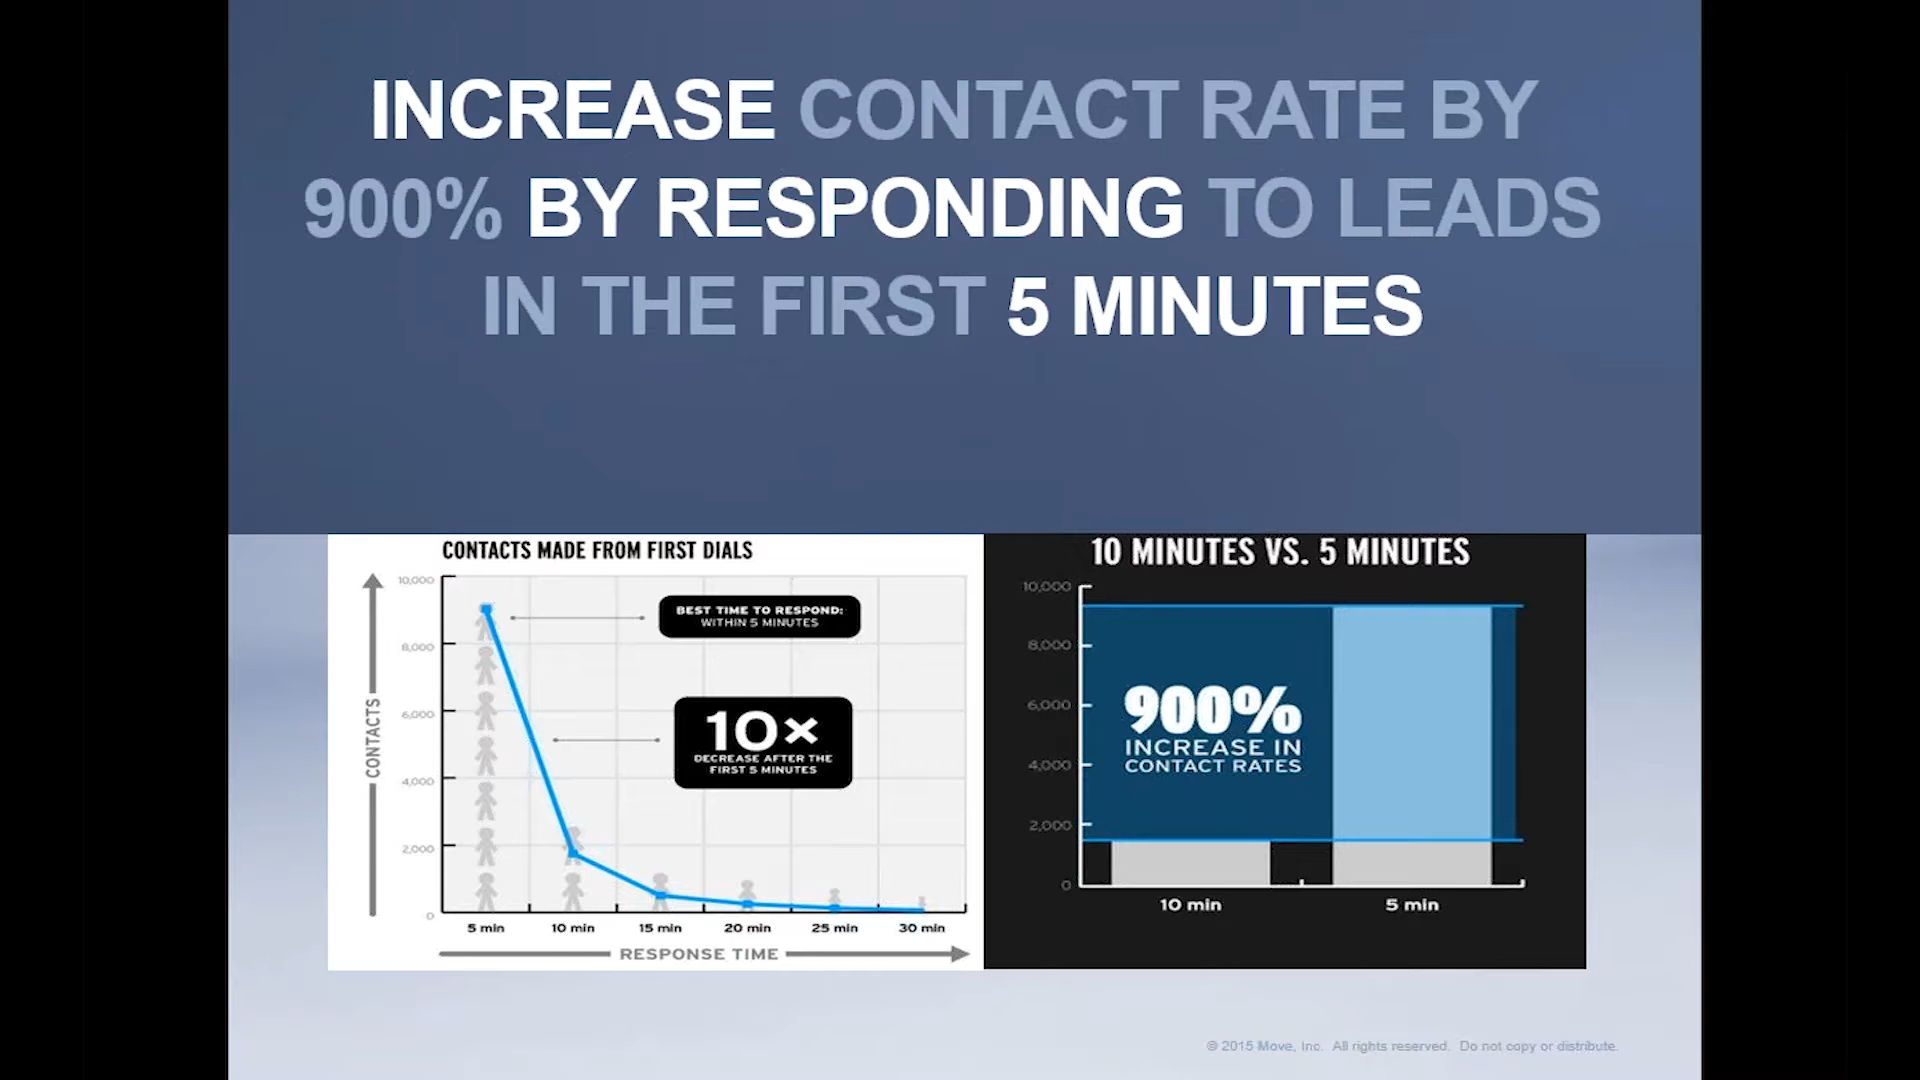 INCREASE CONTACT RATE BY
900% BY RESPONDING TO LEADS
IN THE FIRST 5 MINUTES
CONTACTS MADE FROM FIRST DIALS
CONTACTS
10,000
8,000
6,000
4,000
2,000
0
BEST TIME TO RESPOND:
WITHIN 5 MINUTES
10×
DECREASE AFTER THE
FIRST 5 MINUTES
5 min 10 min 15 min 20 min 25 min 30 min
RESPONSE TIME
10 MINUTES VS. 5 MINUTES
10,000
8,000
6,000
4,000
2,000
0
900%
INCREASE IN
CONTACT RATES
10 min 5 min
© 2015 Move, Inc. All rights reserved. Do not copy or distribute.